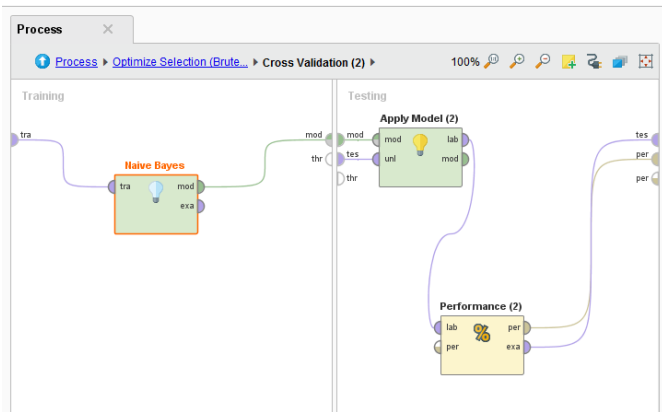 Process
Process Optimize Selection (Brute... Cross Validation (2) 100%
Training
tra
mod
thr
Naive Bayes
tra mod
exa
Testing
Apply Model (2)
mod mod lab
tes unl mod
thr
tes
per
per
Performance (2)
lab % per
per exa